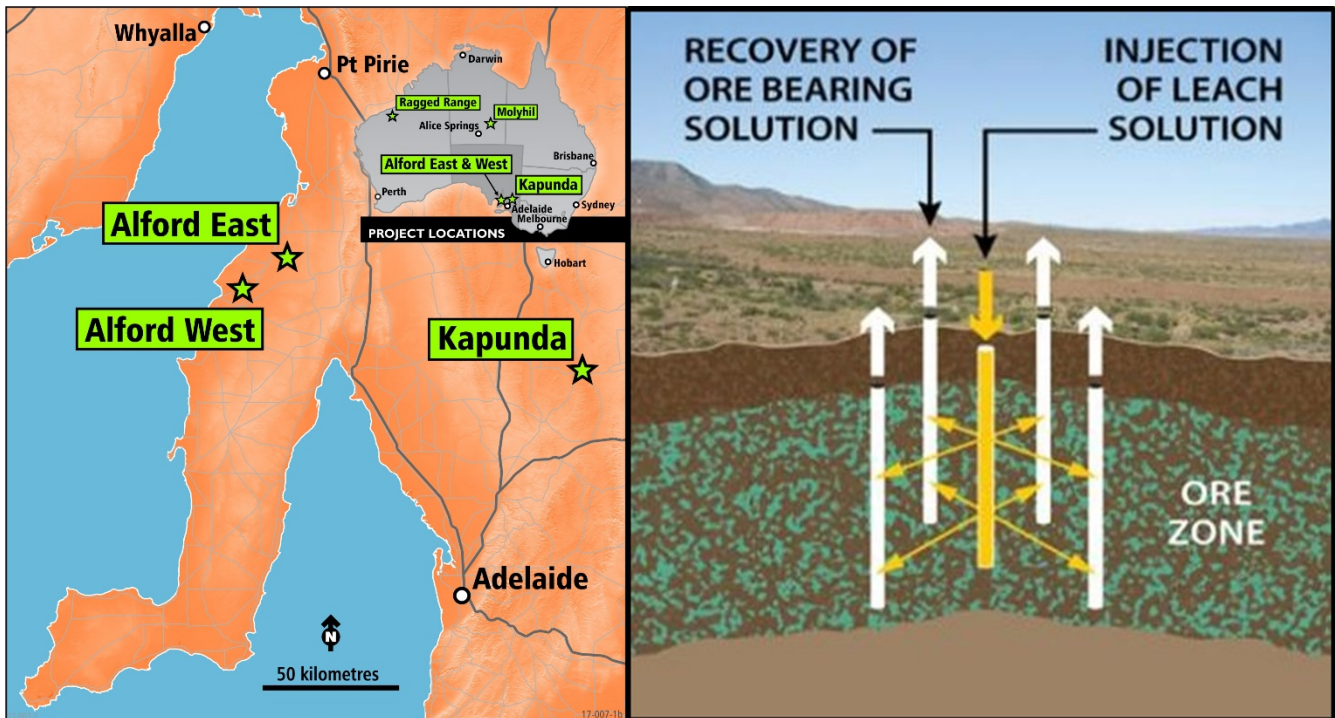 Whyalla
Pt Pirie
Darwin
Ragged Range
Molyhil
Alice Springs
Brisbane
Alford East & West
Kapunda
Perth
Adelaide
Sydney
Melbourne
PROJECT LOCATIONS
Hobart
Alford East
Alford West
Kapunda
Adelaide
N
50 kilometres
17-007-1b
RECOVERY OF
ORE BEARING
SOLUTION
INJECTION
OF LEACH
SOLUTION
ORE
ZONE